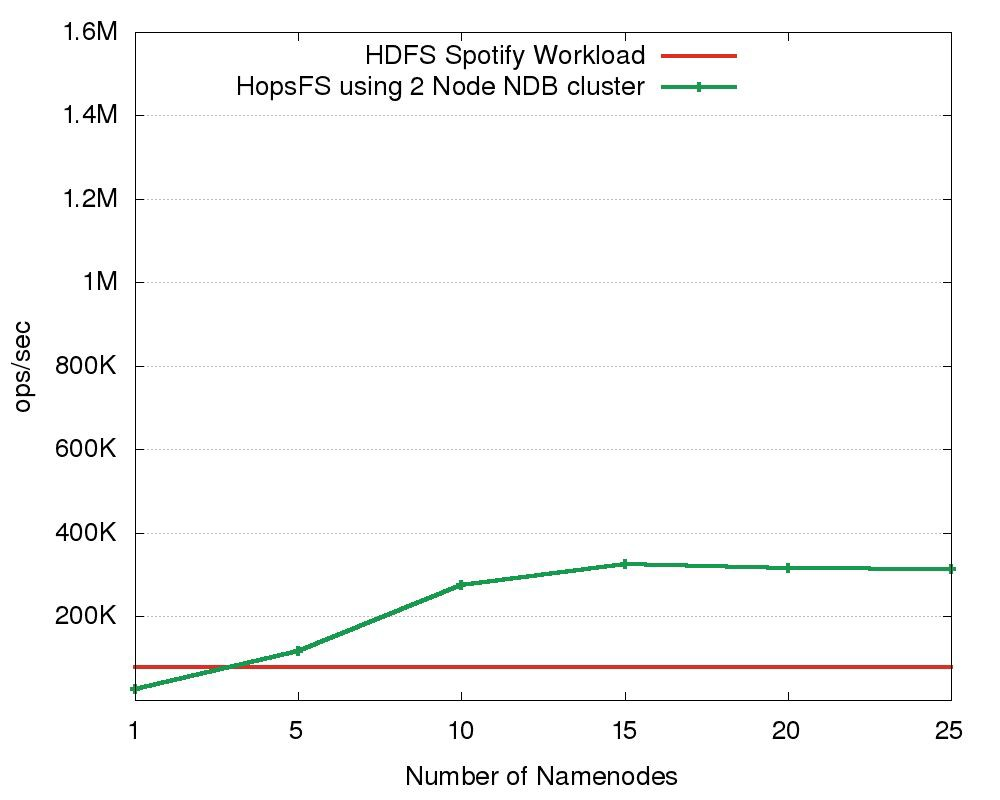 HDFS Spotify Workload
HopsFS using 2 Node NDB cluster
1.6M
1.4M
1.2M
1M
800K
600K
400K
200K
ops/sec
1 5 10 15 20 25
Number of Namenodes